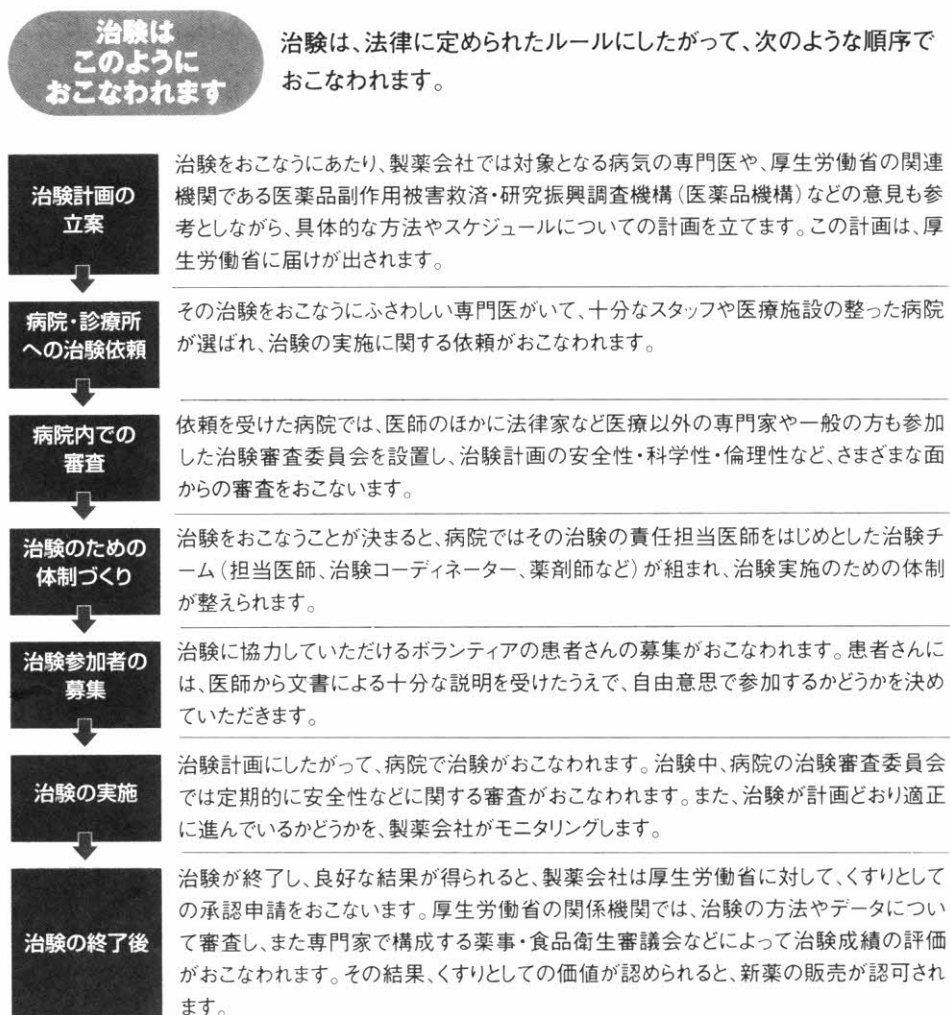 治験は
このように
おこなわれます
治験は、法律に定められたルールにしたがって、次のような順序で
おこなわれます。
治験計画の
立案
治験をおこなうにあたり、製薬会社では対象となる病気の専門医や、厚生労働省の関連
機関である医薬品副作用被害救済・研究振興調査機構(医薬品機構)などの意見も参
考としながら、具体的な方法やスケジュールについての計画を立てます。この計画は、厚
生労働省に届けが出されます。
病院・診療所
への治験依頼
その治験をおこなうにふさわしい専門医がいて、十分なスタッフや医療施設の整った病院
が選ばれ、治験の実施に関する依頼がおこなわれます。
病院内での
審査
依頼を受けた病院では、医師のほかに法律家など医療以外の専門家や一般の方も参加
した治験審査委員会を設置し、治験計画の安全性・科学性・倫理性など、さまざまな面
からの審査をおこないます。
治験のための
体制づくり
治験をおこなうことが決まると、病院ではその治験の責任担当医師をはじめとした治験チ
ーム(担当医師、治験コーディネーター、薬剤師など)が組まれ、治験実施のための体制
が整えられます。
治験参加者の
募集
治験に協力していただけるボランティアの患者さんの募集がおこなわれます。患者さんに
は、医師から文書による十分な説明を受けたうえで、自由意思で参加するかどうかを決め
ていただきます。
治験の実施
治験計画にしたがって、病院で治験がおこなわれます。治験中、病院の治験審査委員会
では定期的に安全性などに関する審査がおこなわれます。また、治験が計画どおり適正
に進んでいるかどうかを、製薬会社がモニタリングします。
治験の終了後
治験が終了し、良好な結果が得られると、製薬会社は厚生労働省に対して、くすりとして
の承認申請をおこないます。厚生労働省の関係機関では、治験の方法やデータについ
て審査し、また専門家で構成する薬事・食品衛生審議会などによって治験成績の評価
がおこなわれます。その結果、くすりとしての価値が認められると、新薬の販売が認可され
ます。